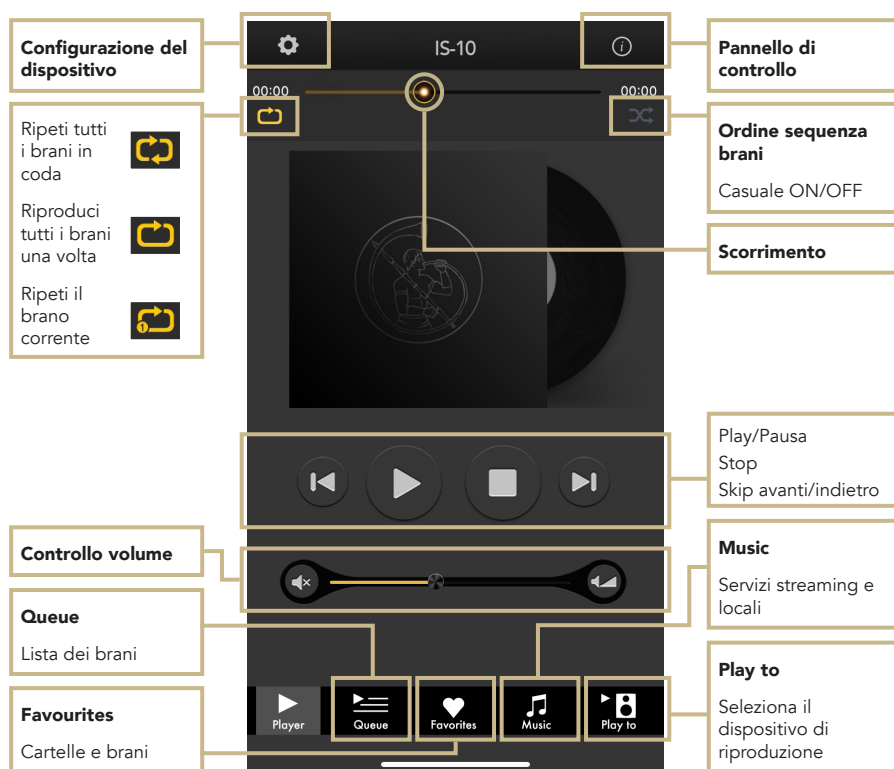 Configurazione del
dispositivo
Ripeti tutti
i brani in
coda
Riproduci
tutti i brani
una volta
Ripeti il
brano
corrente
1
IS-10
i
00:00
00:00
Pannello di
controllo
Ordine sequenza
brani
Casuale ON/OFF
Scorrimento
Play/Pausa
Stop
Skip avanti/indietro
Controllo volume
Queue
Lista dei brani
Favourites
Cartelle e brani
Music
Servizi streaming e
locali
Play to
Seleziona il
dispositivo di
riproduzione
Player
Queue
Favorites
Music
Play to